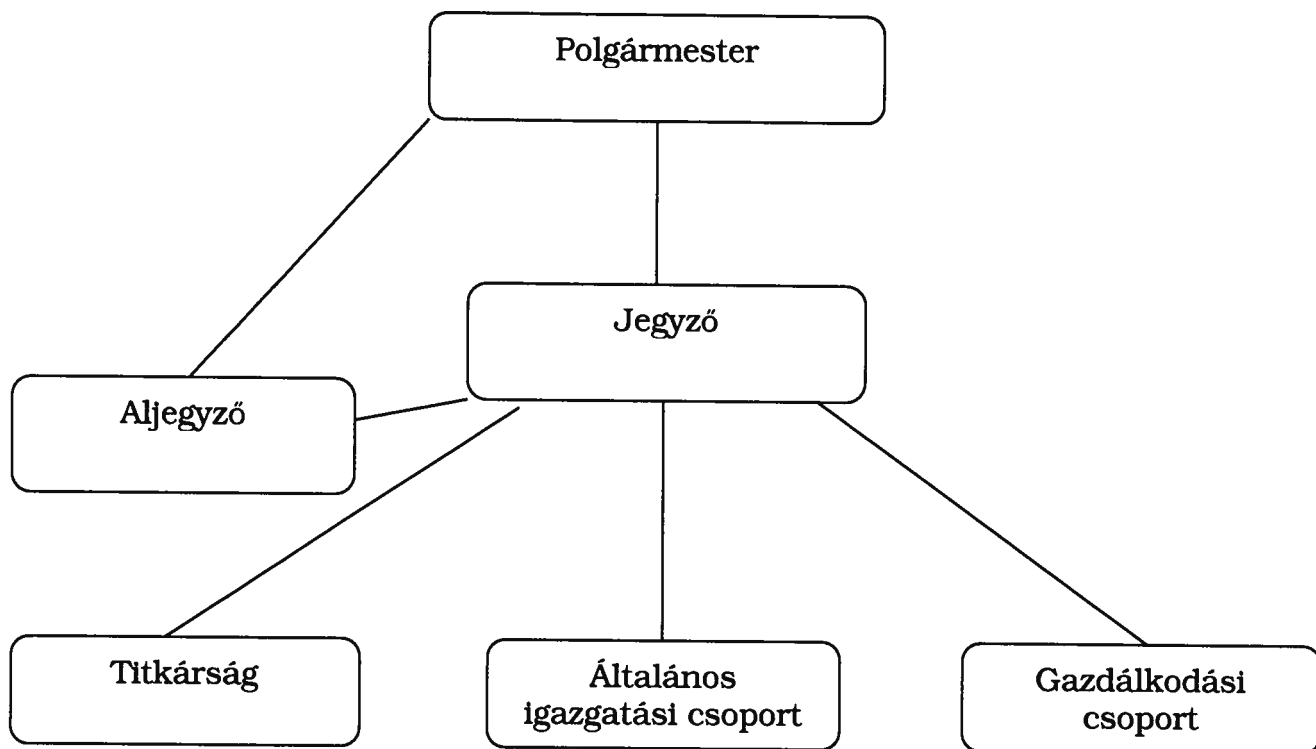 Polgármester
Jegyző
Aljegyző
Titkárság
Általános
igazgatási csoport
Gazdálkodási
csoport